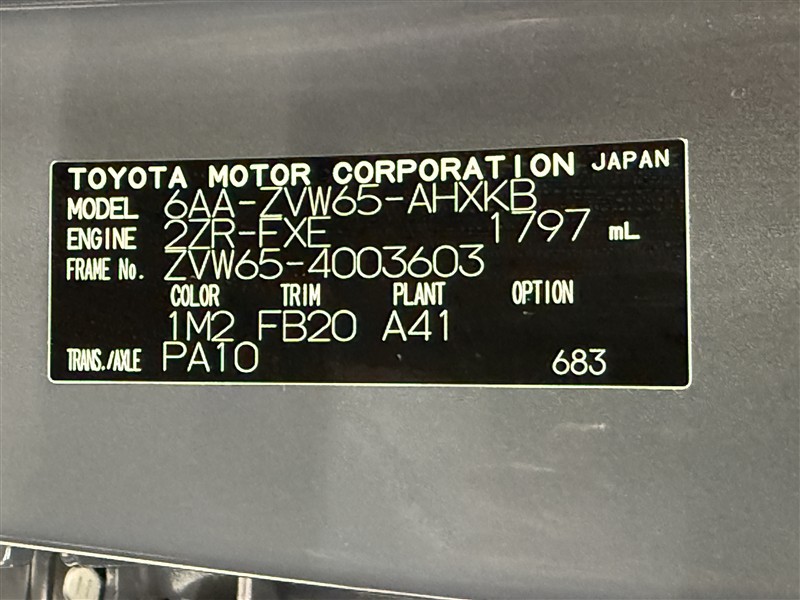 TOYOTA MOTOR CORPORATION JAPAN
MODEL 6AA-ZVW65-AHXKB
ENGINE 2ZR-FXE 1797 mL
FRAME No. ZVW65-4003603
COLOR TRIM PLANT OPTION
1M2 FB20 A41
TRANS./AXLE PA10 683